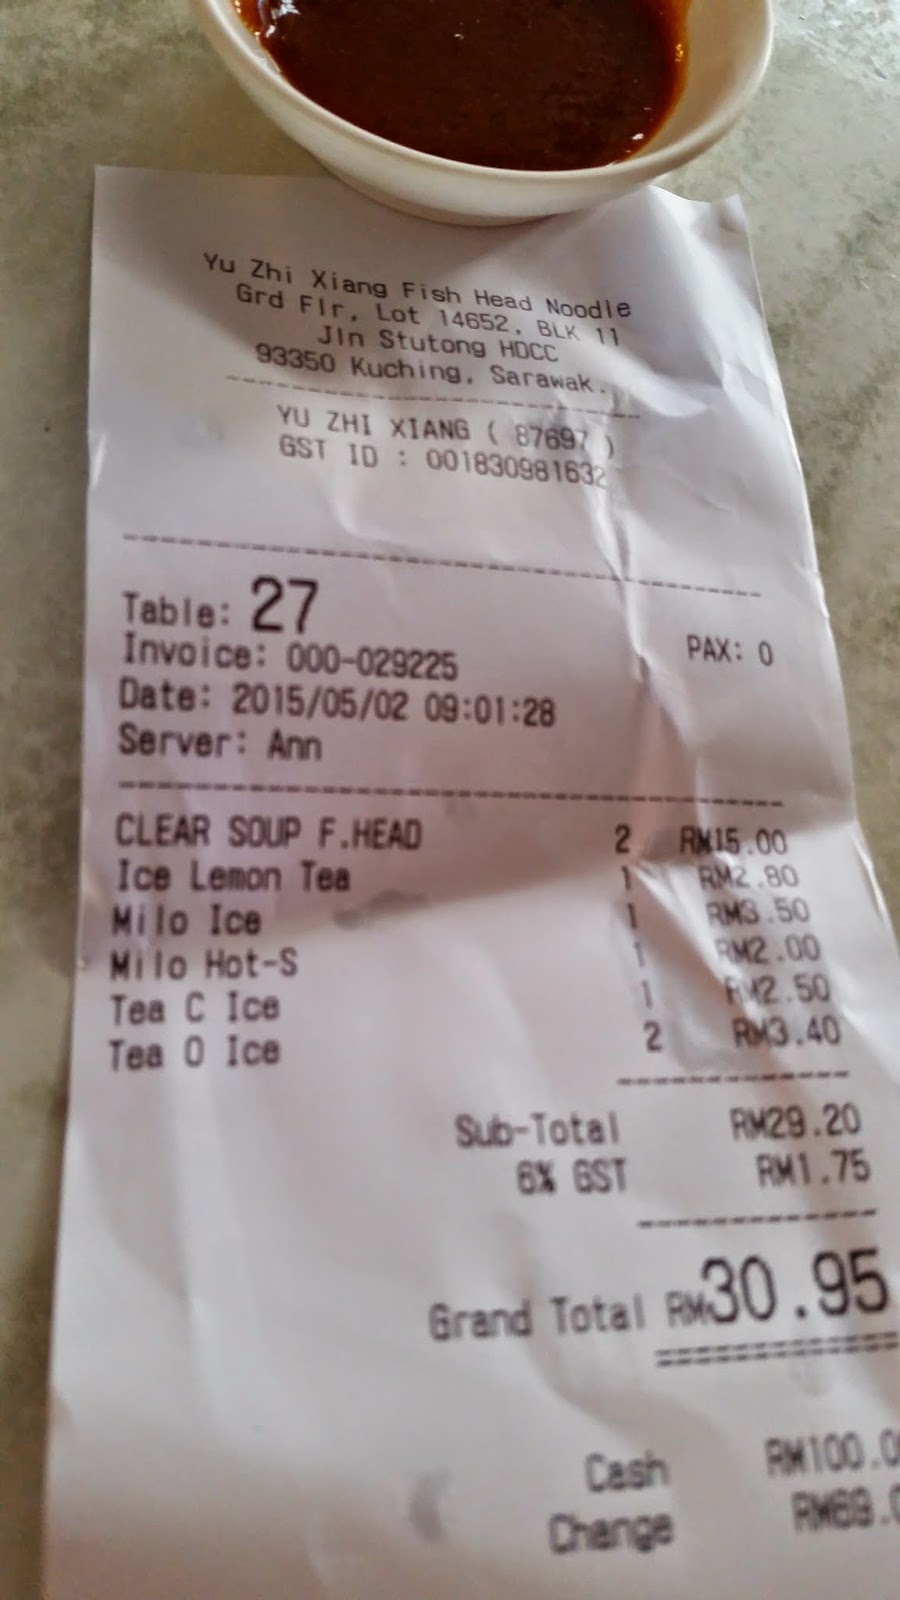 Yu Zhi Xiang Fish Head Noodle
Grd Flr, Lot 14652, BLK 11
Jln Stutong HDCC
93350 Kuching, Sarawak.
YU ZHI XIANG ( 87697 )
GST ID : 001830981632
Table: 27
PAX: 0
Invoice: 000-029225
Date: 2015/05/02 09:01:28
Server: Ann
CLEAR SOUP F.HEAD 2 RM15.00
Ice Lemon Tea 1 RM2.80
Milo Ice 1 RM3.50
Milo Hot-S 1 RM2.00
Tea C Ice 1 RM2.50
Tea O Ice 2 RM3.40
Sub-Total RM29.20
6% GST RM1.75
Grand Total RM30.95
Cash RM100.0
Change RM69.0